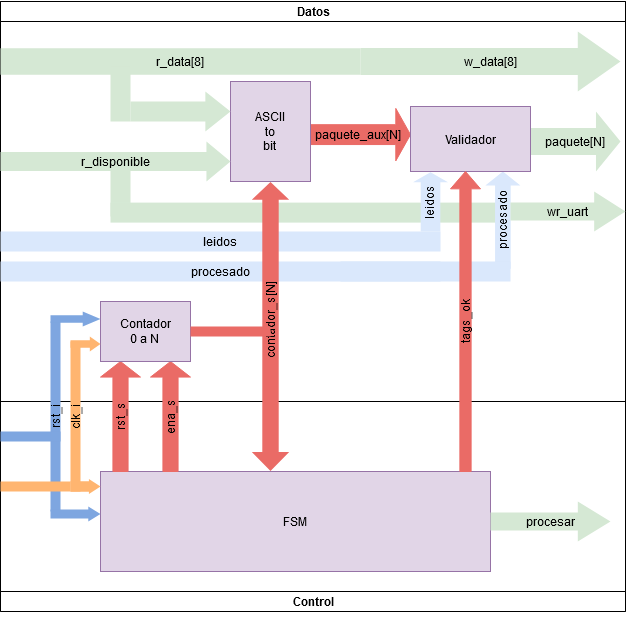 Datos
r_data[8]
w_data[8]
ASCII
to
bit
paquete_aux[N]
Validador
paquete[N]
r_disponible
leidos
procesado
wr_uart
leidos
procesado
contador_s[N]
tags_ok
Contador
0 a N
rst_i
clk_i
rst_s
ena_s
FSM
procesar
Control